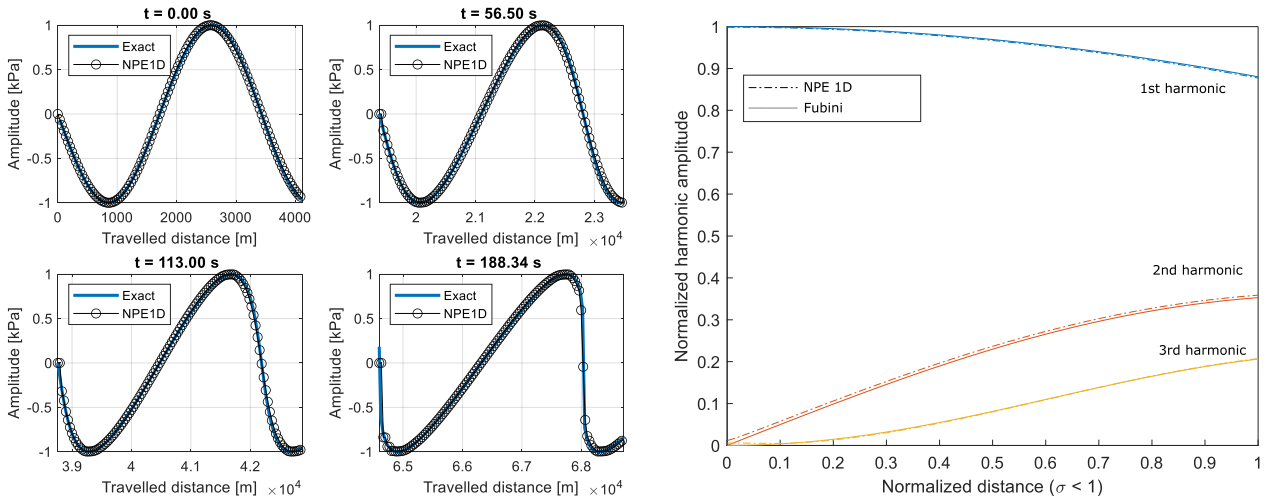 t = 0.00 s
Amplitude [kPa]
1
0.5
0
-0.5
-1
Exact
NPE1D
0 1000 2000 3000 4000
Travelled distance [m]
t = 56.50 s
Amplitude [kPa]
1
0.5
0
-0.5
-1
Exact
NPE1D
2 2.1 2.2 2.3
Travelled distance [m] ×10^4
t = 113.00 s
Amplitude [kPa]
1
0.5
0
-0.5
-1
Exact
NPE1D
3.9 4 4.1 4.2
Travelled distance [m] ×10^4
t = 188.34 s
Amplitude [kPa]
1
0.5
0
-0.5
-1
Exact
NPE1D
6.5 6.6 6.7 6.8
Travelled distance [m] ×10^4
Normalized harmonic amplitude
1
0.9
0.8
0.7
0.6
0.5
0.4
0.3
0.2
0.1
0
NPE 1D
Fubini
1st harmonic
2nd harmonic
3rd harmonic
0 0.1 0.2 0.3 0.4 0.5 0.6 0.7 0.8 0.9 1
Normalized distance (σ < 1)